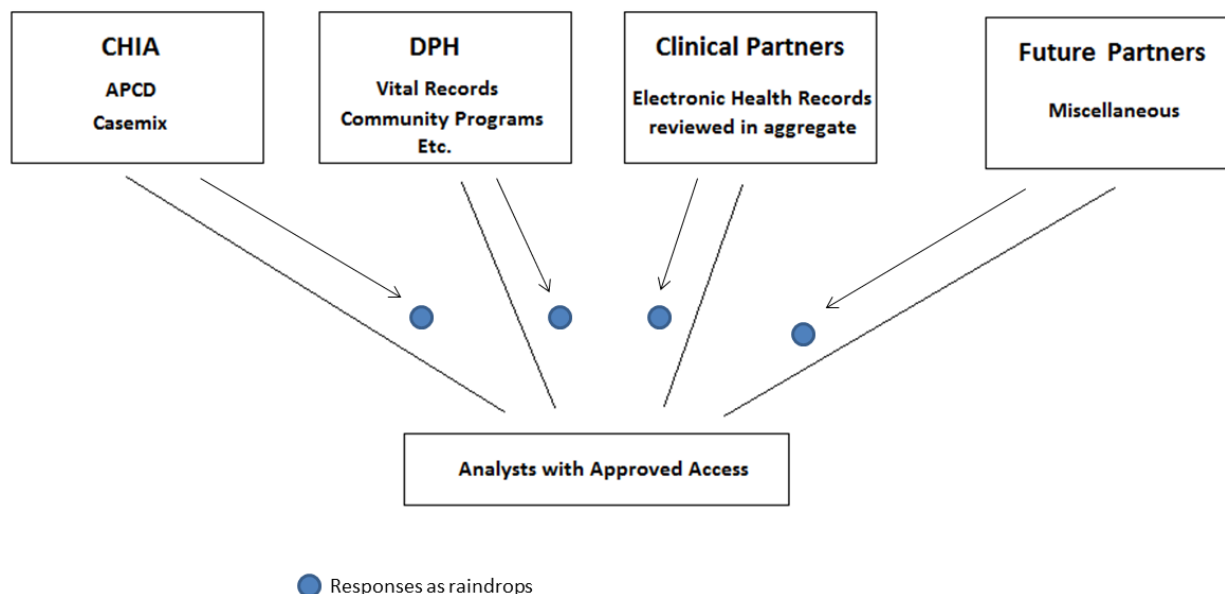 CHIA
APCD
Casemix
DPH
Vital Records
Community Programs
Etc.
Clinical Partners
Electronic Health Records
reviewed in aggregate
Future Partners
Miscellaneous
Analysts with Approved Access
Responses as raindrops